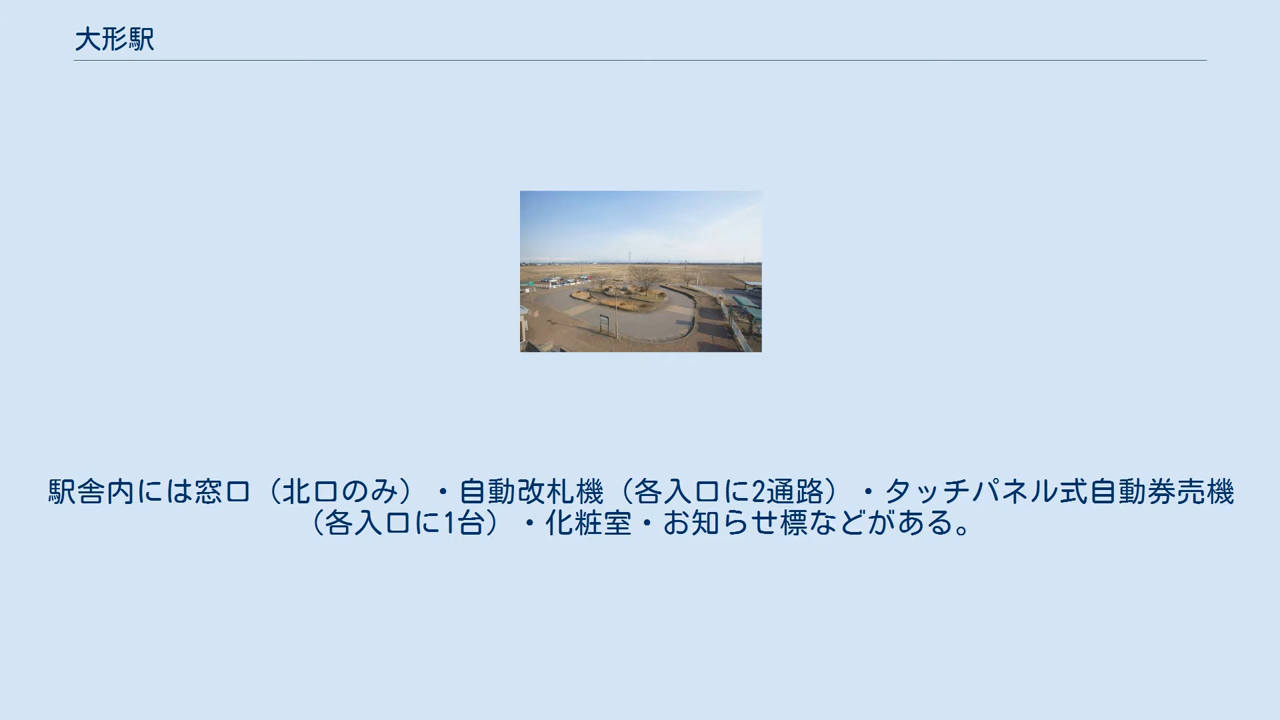 大形駅
駅舎内には窓口（北口のみ）・自動改札機（各入口に2通路）・タッチパネル式自動券売機
（各入口に1台）・化粧室・お知らせ標などがある。